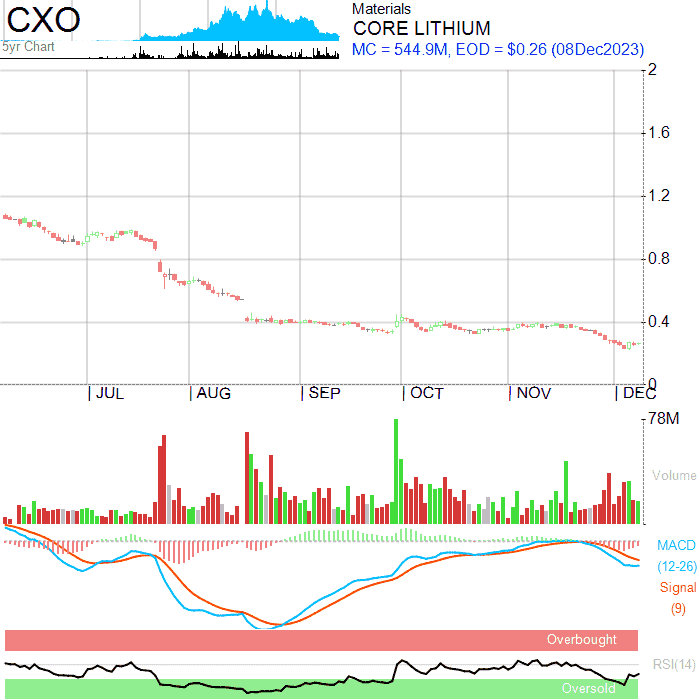 CXO
5yr Chart
Materials
CORE LITHIUM
MC = 544.9M, EOD = $0.26 (08Dec2023)
2
1.6
1.2
0.8
0.4
0
JUL AUG SEP OCT NOV DEC
78M
Volume
MACD
(12-26)
Signal
(9)
Overbought
RSI(14)
Oversold